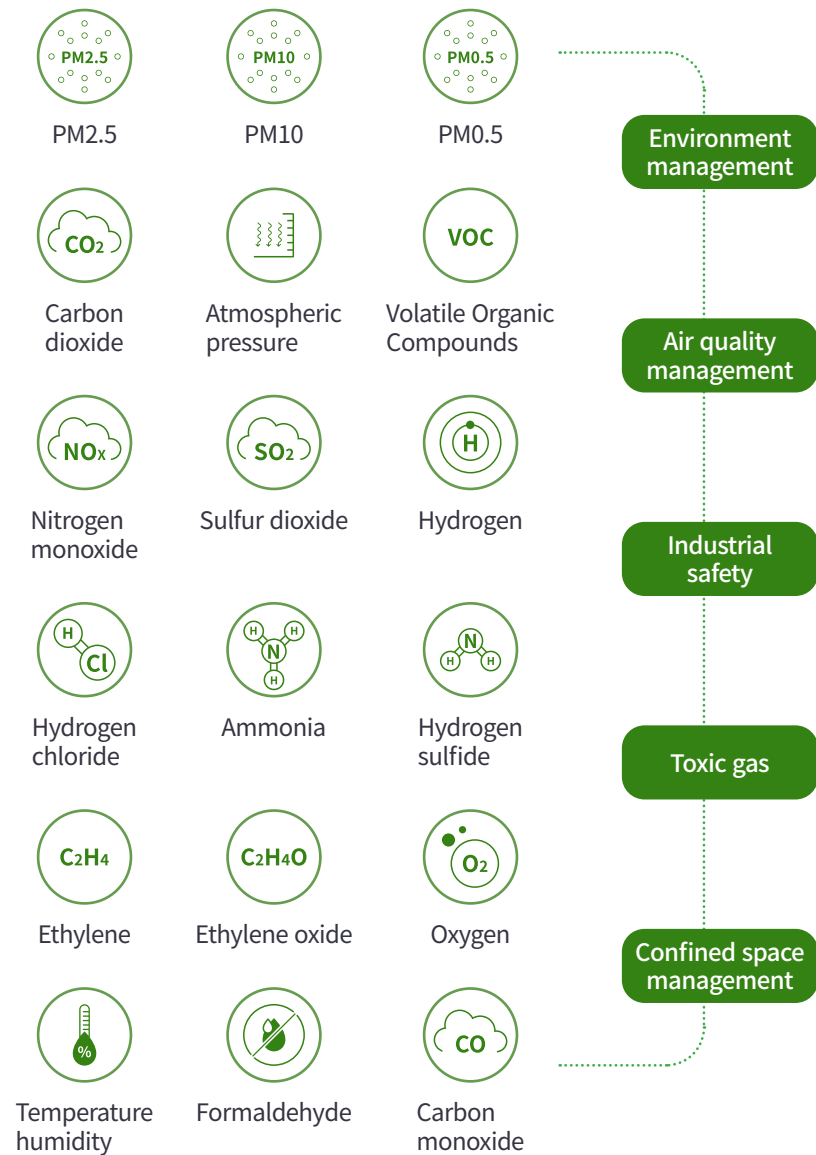 PM2.5
PM10
PM0.5
PM2.5
PM10
PM0.5
Environment
management
CO2
VOC
Carbon
dioxide
Atmospheric
pressure
Volatile Organic
Compounds
Air quality
management
NOx
SO2
H
Nitrogen
monoxide
Sulfur dioxide
Hydrogen
Industrial
safety
H
Cl
H
H
N
H
N
H
H
Hydrogen
chloride
Ammonia
Hydrogen
sulfide
Toxic gas
C2H4
C2H4O
O2
Ethylene
Ethylene oxide
Oxygen
Confined space
management
%
CO
Temperature
humidity
Formaldehyde
Carbon
monoxide